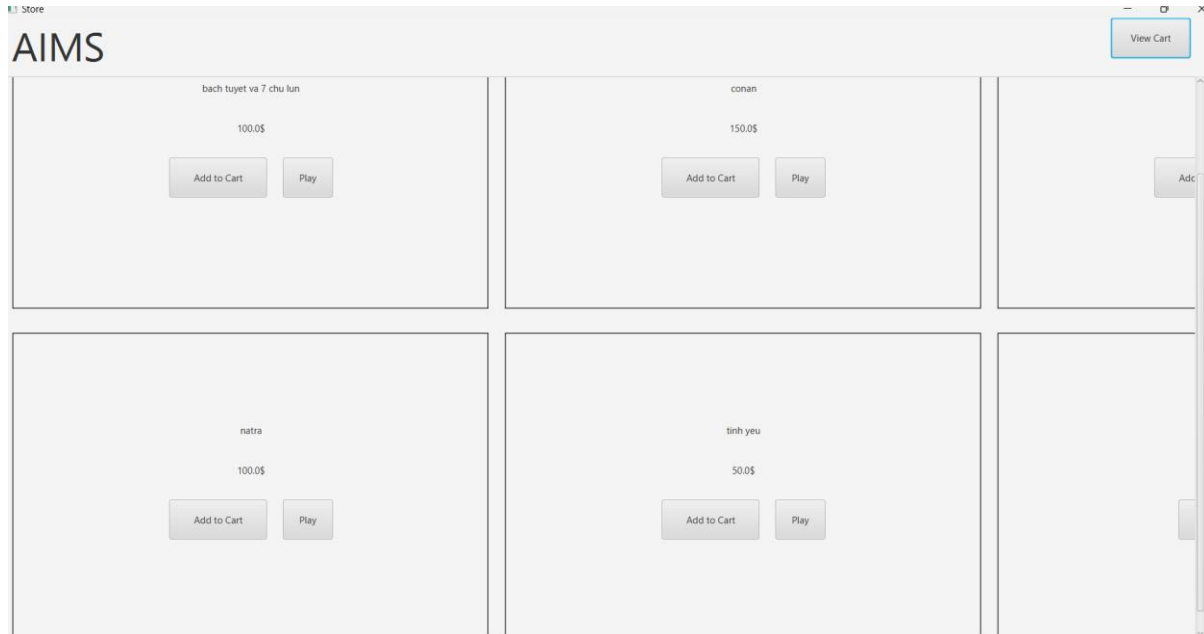 Store
AIMS
View Cart
bach tuyet va 7 chu lun
conan
100.0$
150.0$
Add to Cart
Play
Add to Cart
Play
natra
tinh yeu
100.0$
50.0$
Add to Cart
Play
Add to Cart
Play